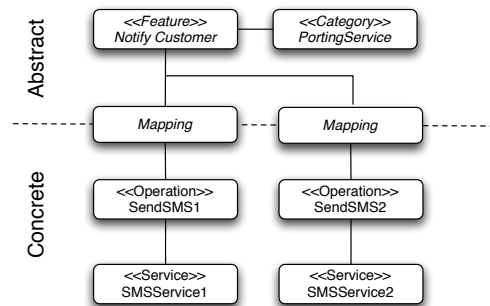 Abstract
<<Feature>>
Notify Customer
<<Category>>
PortingService
Mapping
Mapping
Concrete
<<Operation>>
SendSMS1
<<Operation>>
SendSMS2
<<Service>>
SMSService1
<<Service>>
SMSService2